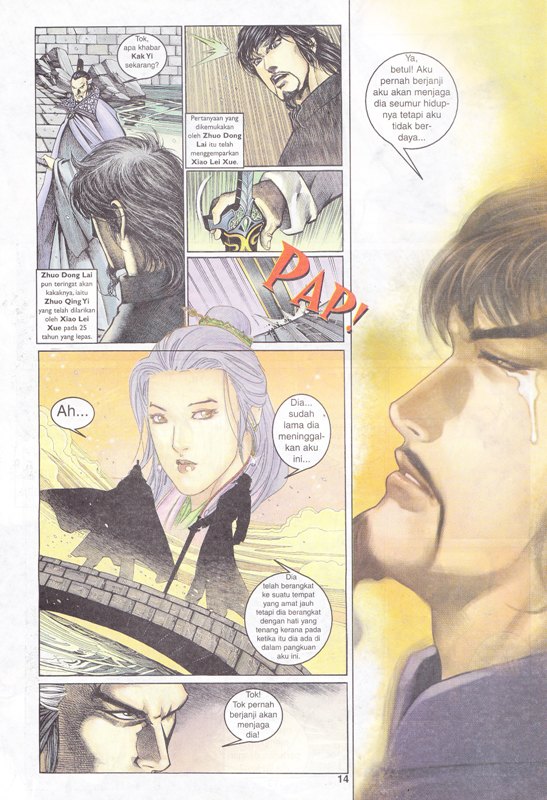 Tok,
apa khabar
Kak Yi
sekarang?
Zhuo Dong Lai
pun teringat akan
kakaknya, iaitu
Zhuo Qing Yi
yang telah dilarikan
oleh Xiao Lei
Xue pada 25
tahun yang lepas.
Pertanyaan yang
dikemukakan
oleh Zhuo Dong
Lai itu telah
menggemparkan
Xiao Lei Xue.
PAP!
Ah...
Dia...
sudah
lama dia
meninggal-
kan aku
ini...
Dia
telah berangkat
ke suatu tempat
yang amat jauh
tetapi dia berangkat
dengan hati yang
tenang kerana pada
ketika itu dia ada di
dalam pangkuan
aku ini.
Tok!
Tok pernah
berjanji akan
menjaga
dia!
Ya,
betul! Aku
pernah berjanji
aku akan menjaga
dia seumur hidup-
nya tetapi aku
tidak ber-
daya...
14